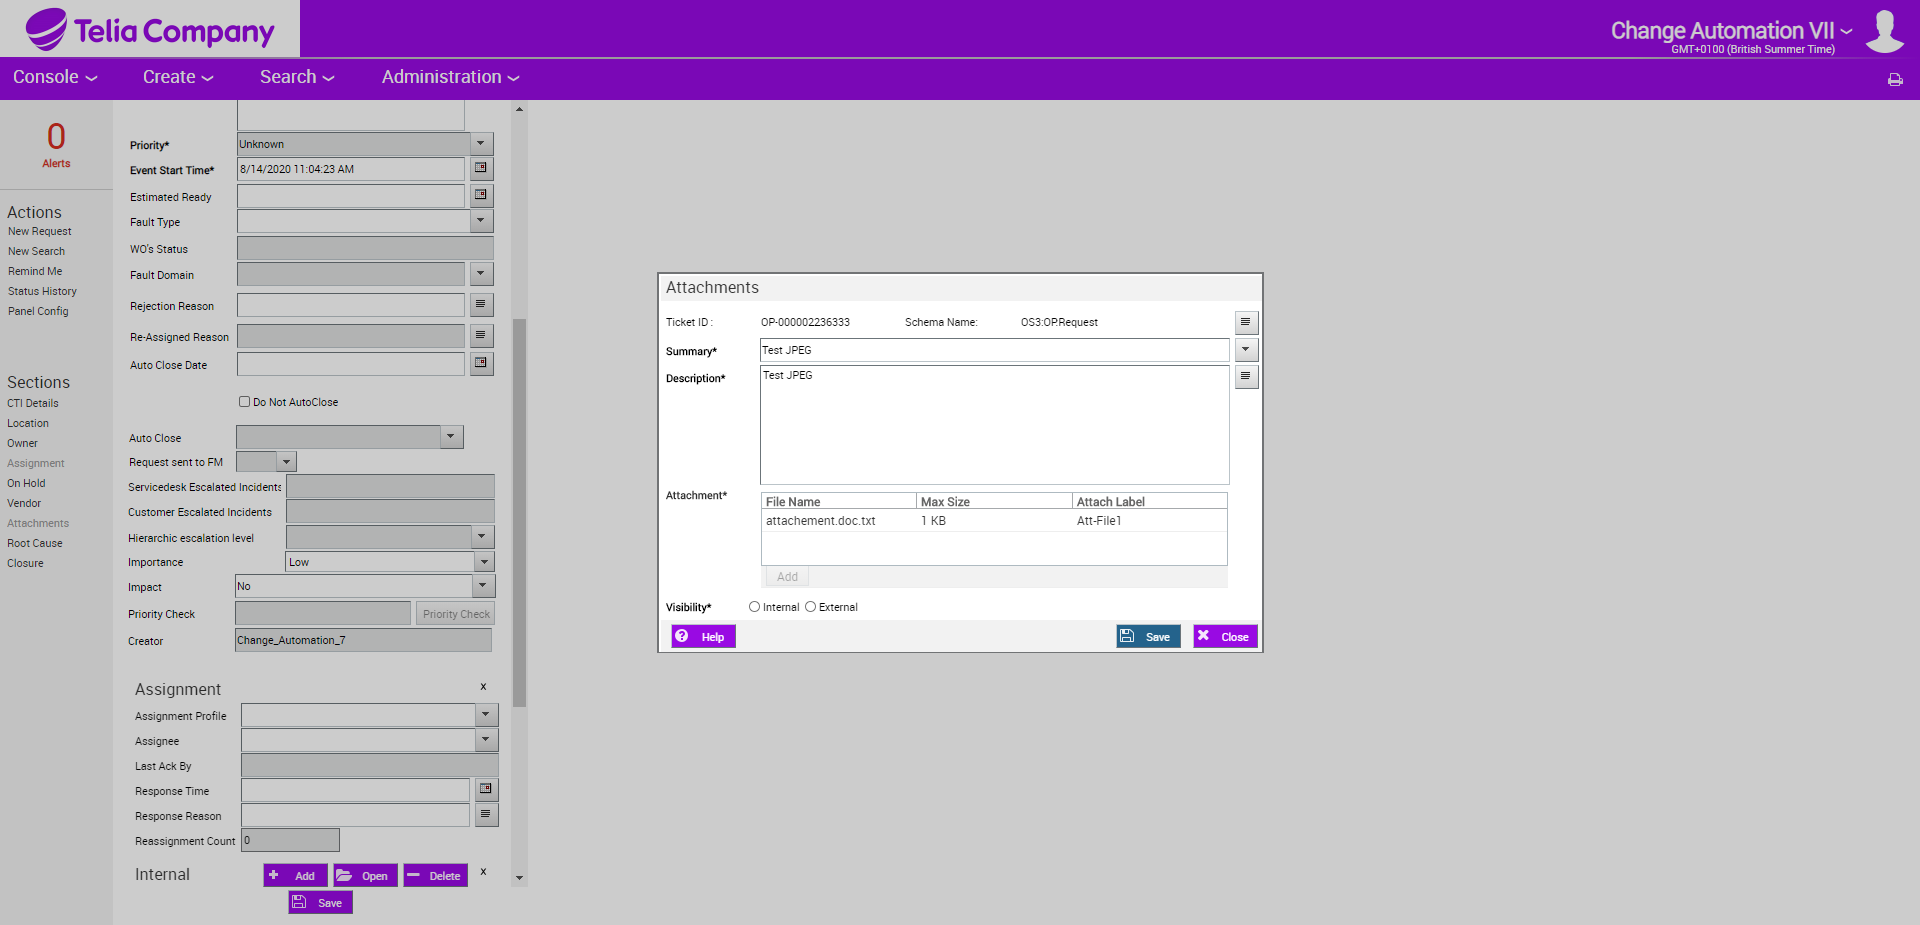 Telia Company
Change Automation VII
GMT+0100 (British Summer Time)
Console
Create
Search
Administration
0
Alerts
Actions
New Request
New Search
Remind Me
Status History
Panel Config
Sections
CTI Details
Location
Owner
Assignment
On Hold
Vendor
Attachments
Root Cause
Closure
Priority* Unknown
Event Start Time* 8/14/2020 11:04:23 AM
Estimated Ready
Fault Type
WO's Status
Fault Domain
Rejection Reason
Re-Assigned Reason
Auto Close Date
Do Not AutoClose
Auto Close
Request sent to FM
Servicedesk Escalated Incidents
Customer Escalated Incidents
Hierarchic escalation level
Importance Low
Impact No
Priority Check Priority Check
Creator Change_Automation_7
Assignment x
Assignment Profile
Assignee
Last Ack By
Response Time
Response Reason
Reassignment Count 0
Internal Add Open Delete x
Save
Attachments
Ticket ID : OP-000002236333 Schema Name: OS3:OP.Request
Summary* Test JPEG
Description* Test JPEG
Attachment* File Name Max Size Attach Label
attachement.doc.txt 1 KB Att-File1
Add
Visibility* Internal External
Help Save Close